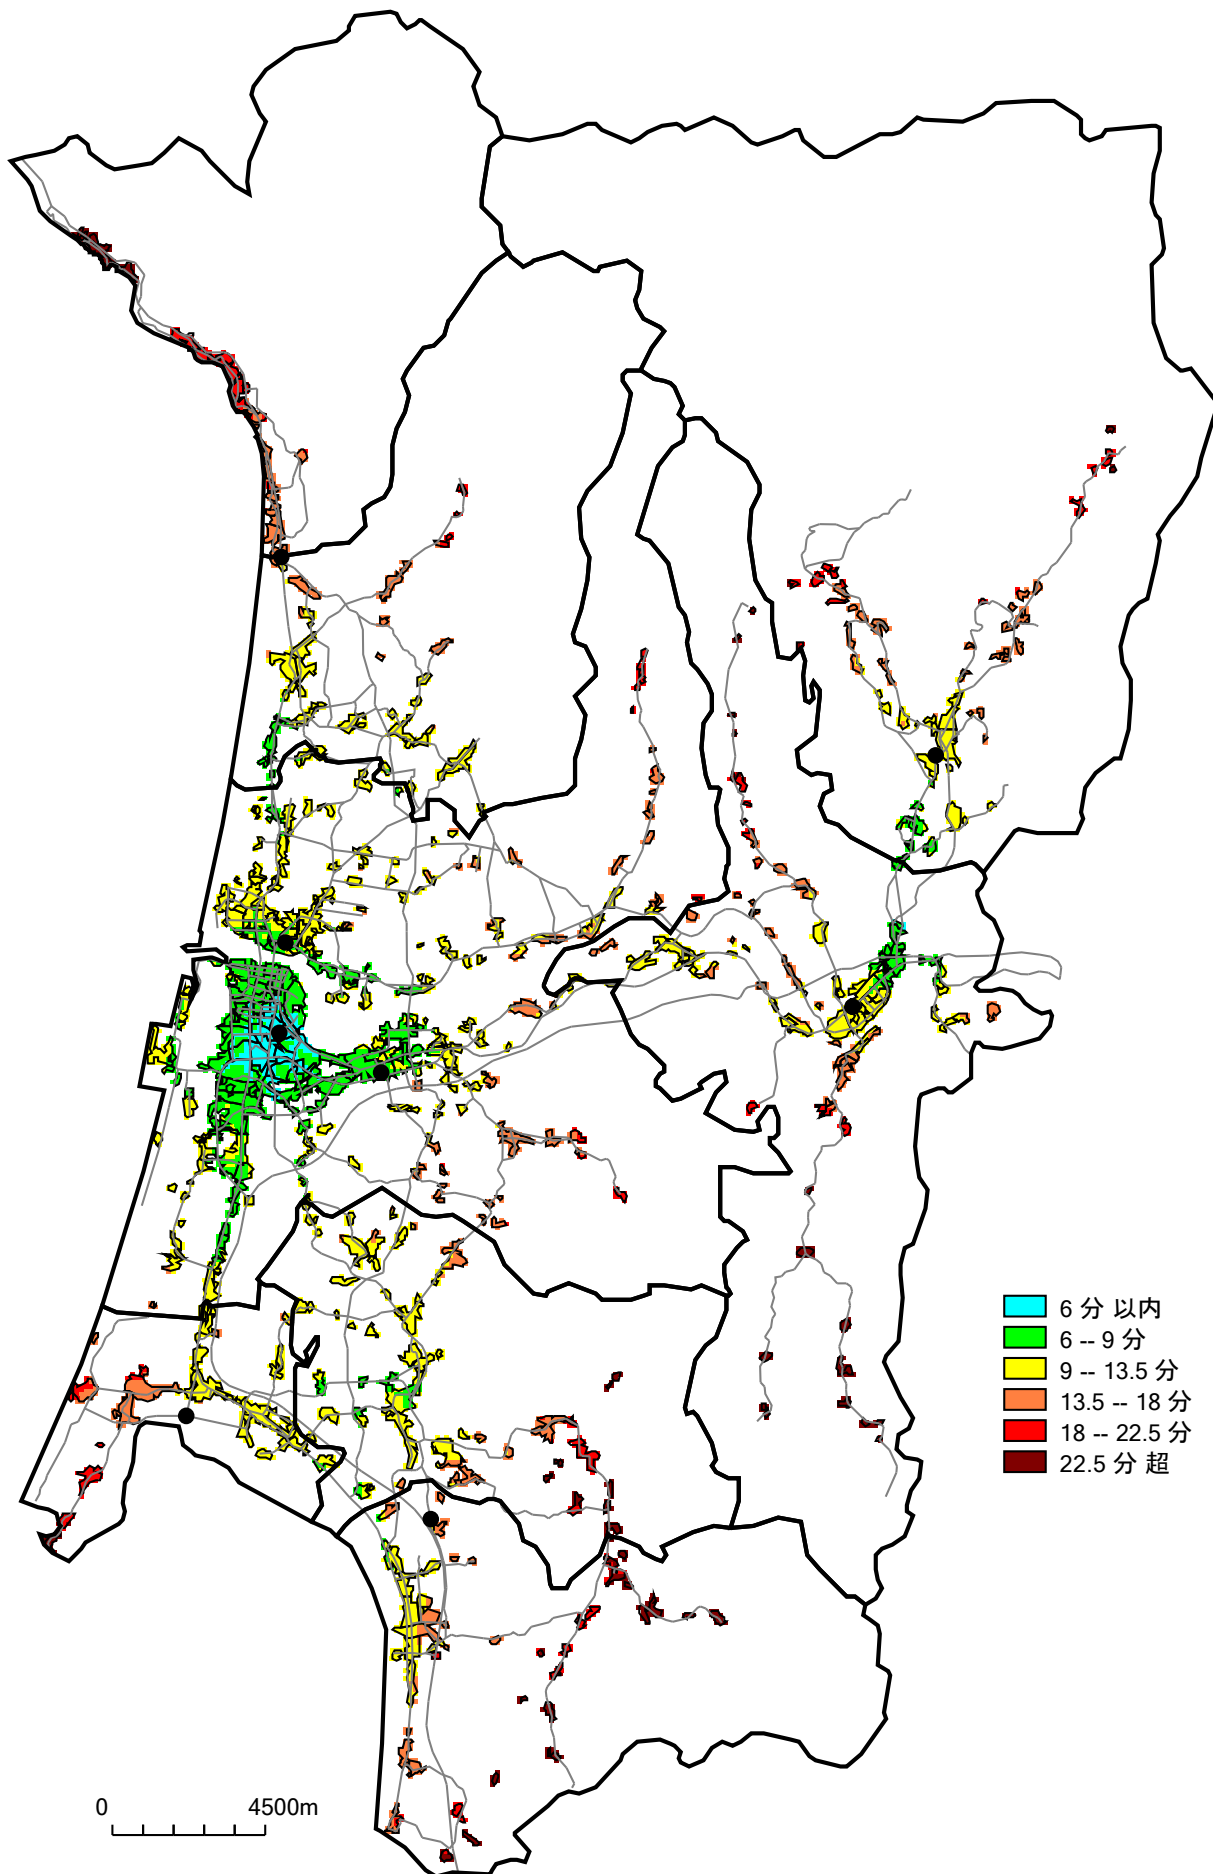 6 分 以内
6 -- 9 分
9 -- 13.5 分
13.5 -- 18 分
18 -- 22.5 分
22.5 分 超
0 4500m